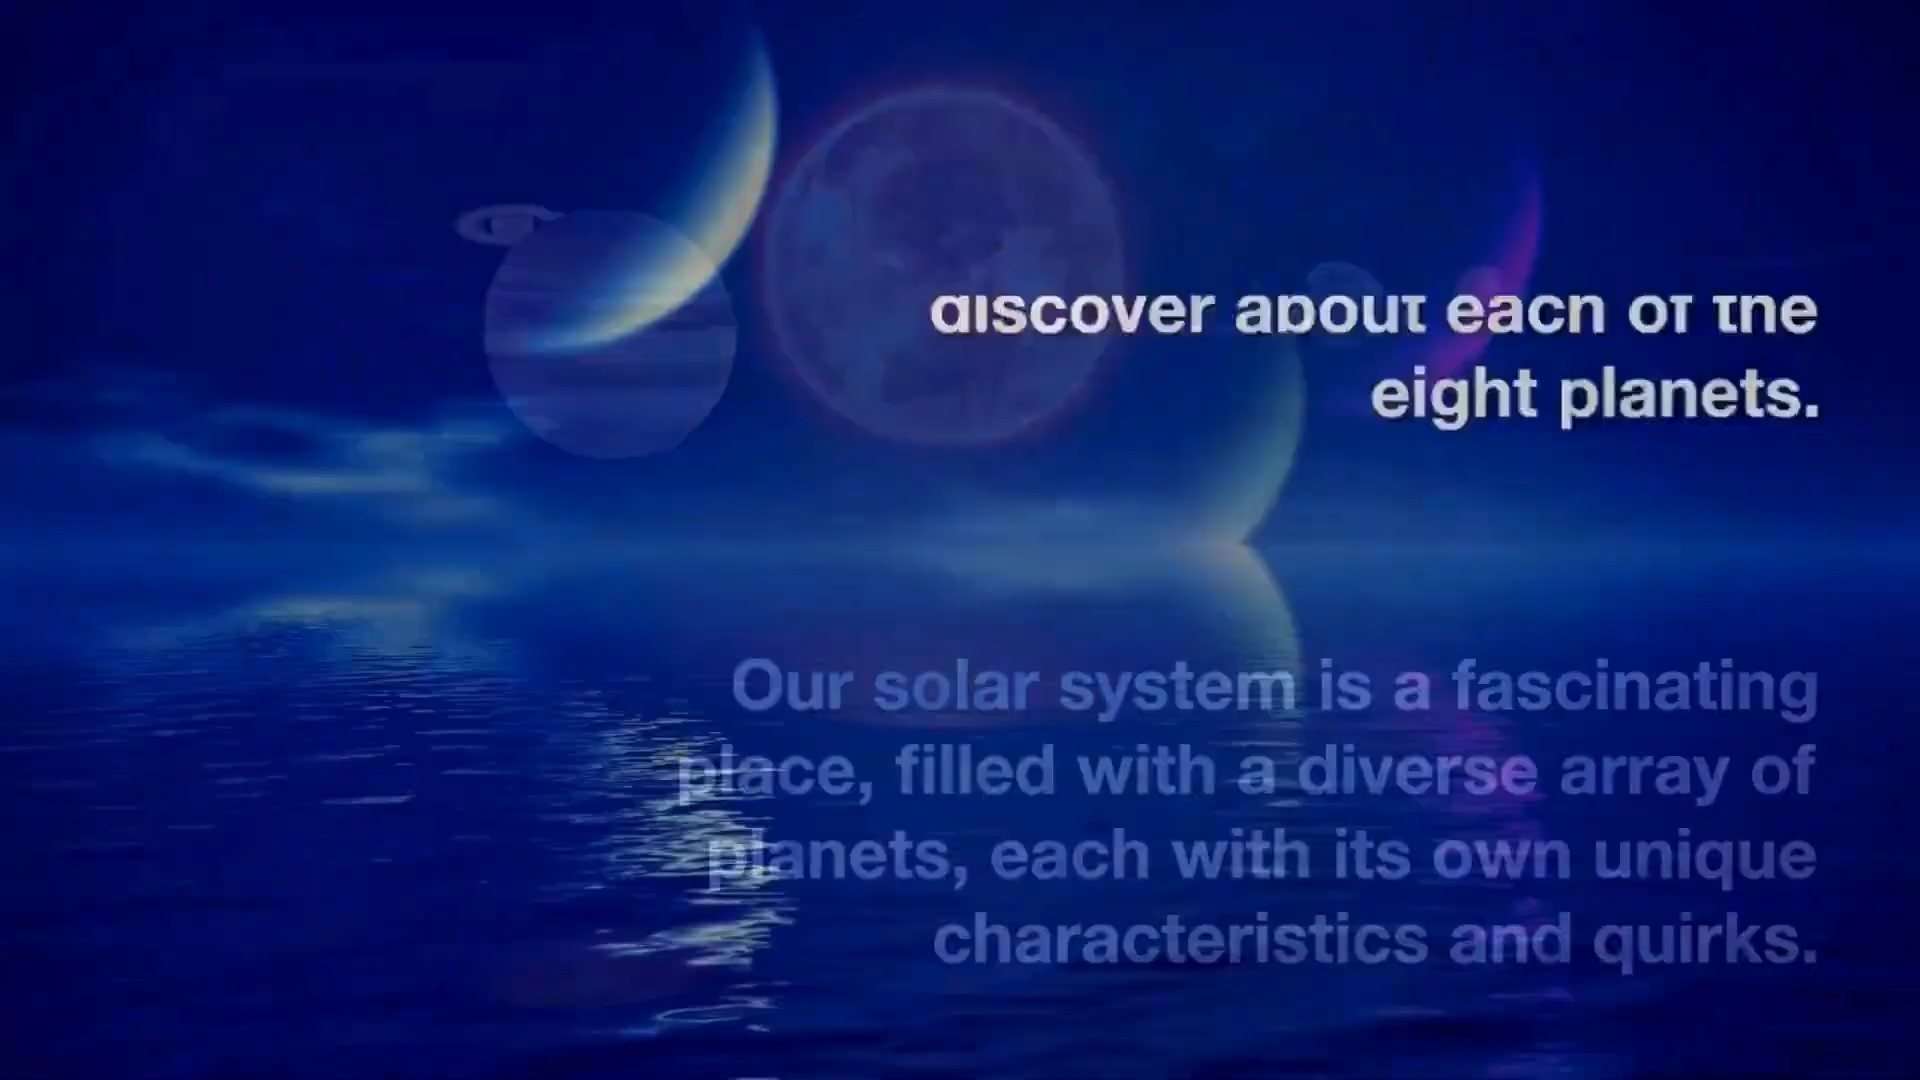 discover about each of the
eight planets.
Our solar system is a fascinating
place, filled with a diverse array of
planets, each with its own unique
characteristics and quirks.